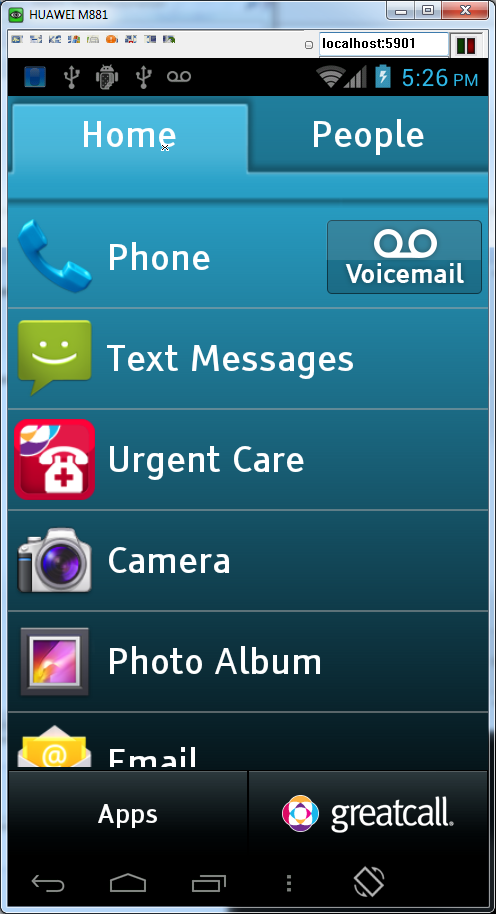 HUAWEI M881
localhost:5901
5:26 PM
Home
People
Phone
Voicemail
Text Messages
Urgent Care
Camera
Photo Album
@
Email
Apps
greatcall.